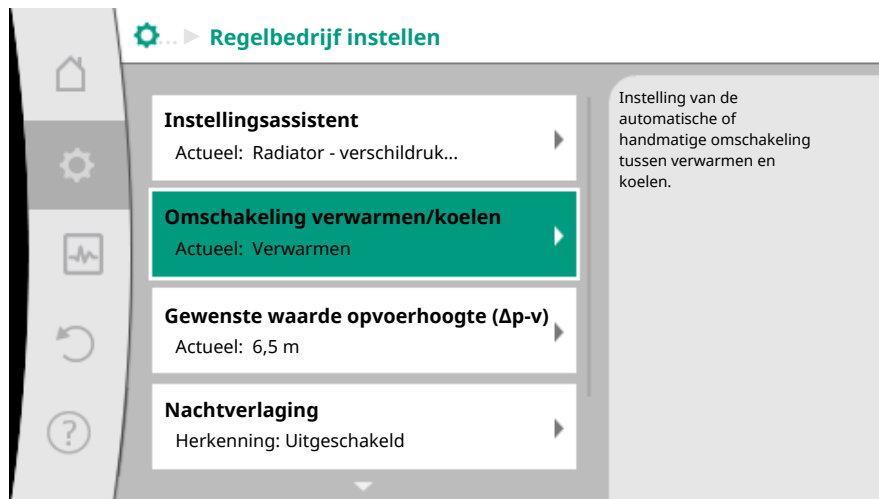 ... Regelbedrijf instellen
Instellingsassistent
Actueel: Radiator - verschildruk...
Omschakeling verwarmen/koelen
Actueel: Verwarmen
Gewenste waarde opvoerhoogte (Δp-v)
Actueel: 6,5 m
Nachtverlaging
Herkenning: Uitgeschakeld
Instelling van de
automatische of
handmatige omschakeling
tussen verwarmen en
koelen.
?